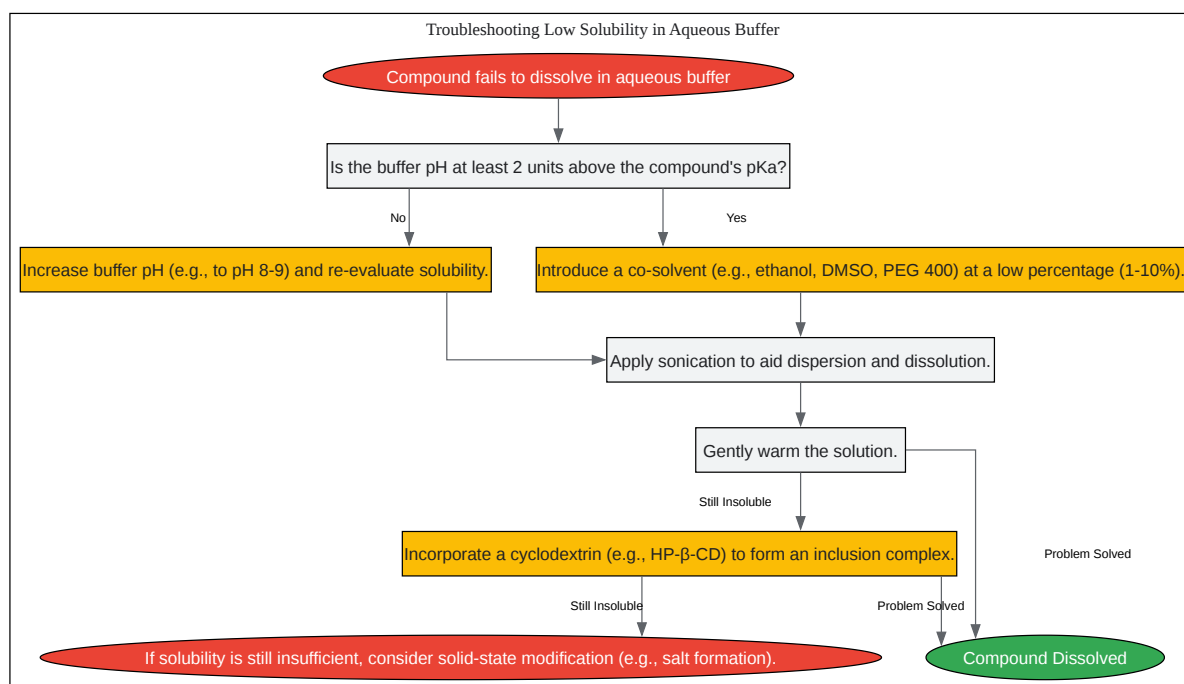 Troubleshooting Low Solubility in Aqueous Buffer
Compound fails to dissolve in aqueous buffer
Is the buffer pH at least 2 units above the compound's pKa?
No
Yes
Increase buffer pH (e.g., to pH 8-9) and re-evaluate solubility.
Introduce a co-solvent (e.g., ethanol, DMSO, PEG 400) at a low percentage (1-10%).
Apply sonication to aid dispersion and dissolution.
Gently warm the solution.
Still Insoluble
Incorporate a cyclodextrin (e.g., HP-β-CD) to form an inclusion complex.
Problem Solved
Still Insoluble
Problem Solved
If solubility is still insufficient, consider solid-state modification (e.g., salt formation).
Compound Dissolved